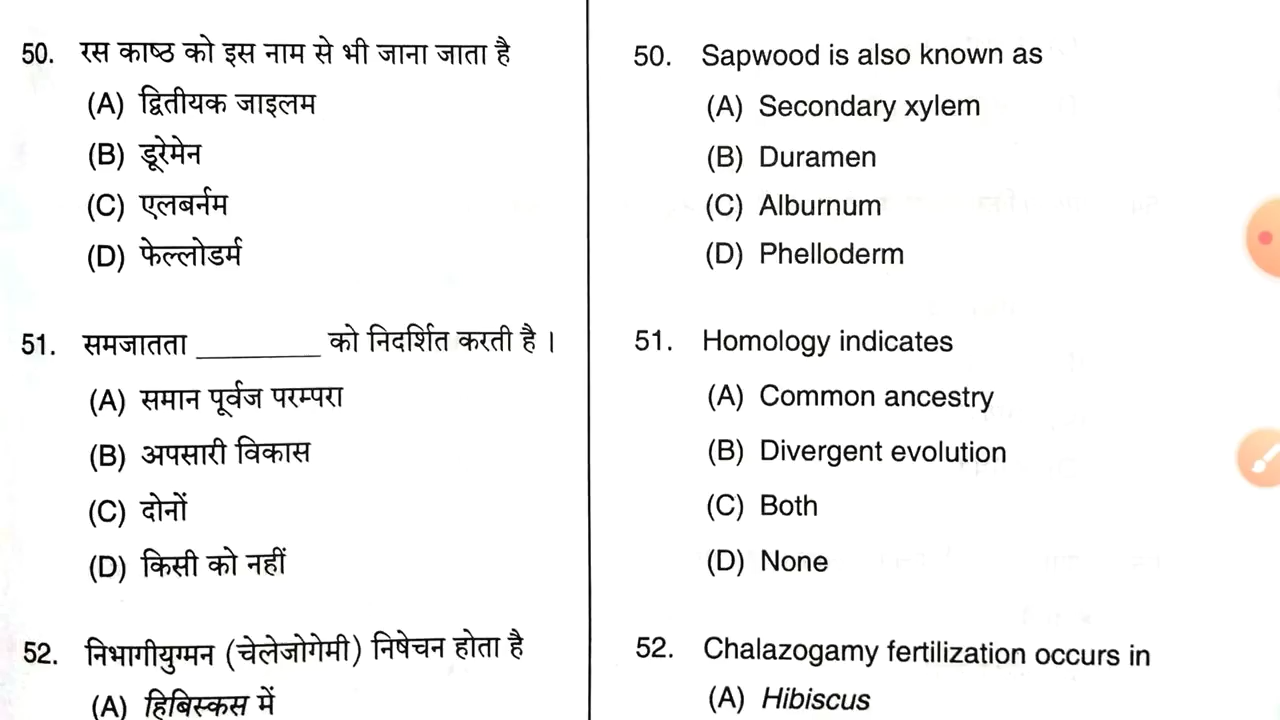 50. रस काष्ठ को इस नाम से भी जाना जाता है
(A) द्वितीयक जाइलम
(B) डूरेमेन
(C) एलबर्नम
(D) फेल्लोडर्म
51. समजातता ________ को निदर्शित करती है ।
(A) समान पूर्वज परम्परा
(B) अपसारी विकास
(C) दोनों
(D) किसी को नहीं
52. निभागीयुग्मन (चेलेजोगेमी) निषेचन होता है
(A) हिबिस्कस में
50. Sapwood is also known as
(A) Secondary xylem
(B) Duramen
(C) Alburnum
(D) Phelloderm
51. Homology indicates
(A) Common ancestry
(B) Divergent evolution
(C) Both
(D) None
52. Chalazogamy fertilization occurs in
(A) Hibiscus